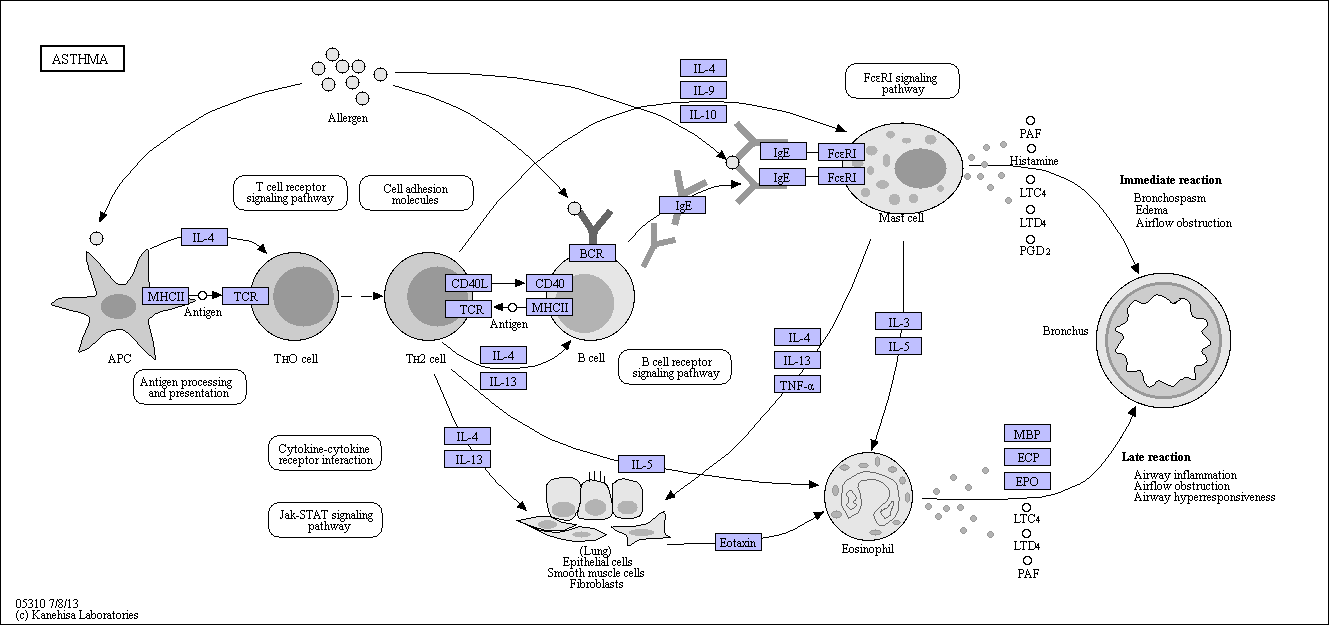 ASTHMA
Allergen
IL-4
IL-9
IL-10
FcεRI signaling
pathway
PAF
Histamine
LTC4
LTD4
PGD2
IgE
FcεRI
IgE
FcεRI
Mast cell
Immediate reaction
Bronchospasm
Edema
Airflow obstruction
T cell receptor
signaling pathway
Cell adhesion
molecules
IgE
IL-4
BCR
MHCII
TCR
Antigen
CD40L
CD40
TCR
MHCII
Antigen
APC
TH0 cell
TH2 cell
B cell
IL-4
IL-13
B cell receptor
signaling pathway
IL-4
IL-13
TNF-α
IL-3
IL-5
Bronchus
Antigen processing
and presentation
Cytokine-cytokine
receptor interaction
Jak-STAT signaling
pathway
IL-4
IL-13
IL-5
MBP
ECP
EPO
LTC4
LTD4
PAF
Late reaction
Airway inflammation
Airflow obstruction
Airway hyperresponsiveness
Eotaxin
Eosinophil
(Lung)
Epithelial cells
Smooth muscle cells
Fibroblasts
05310 7/8/13
(c) Kanehisa Laboratories